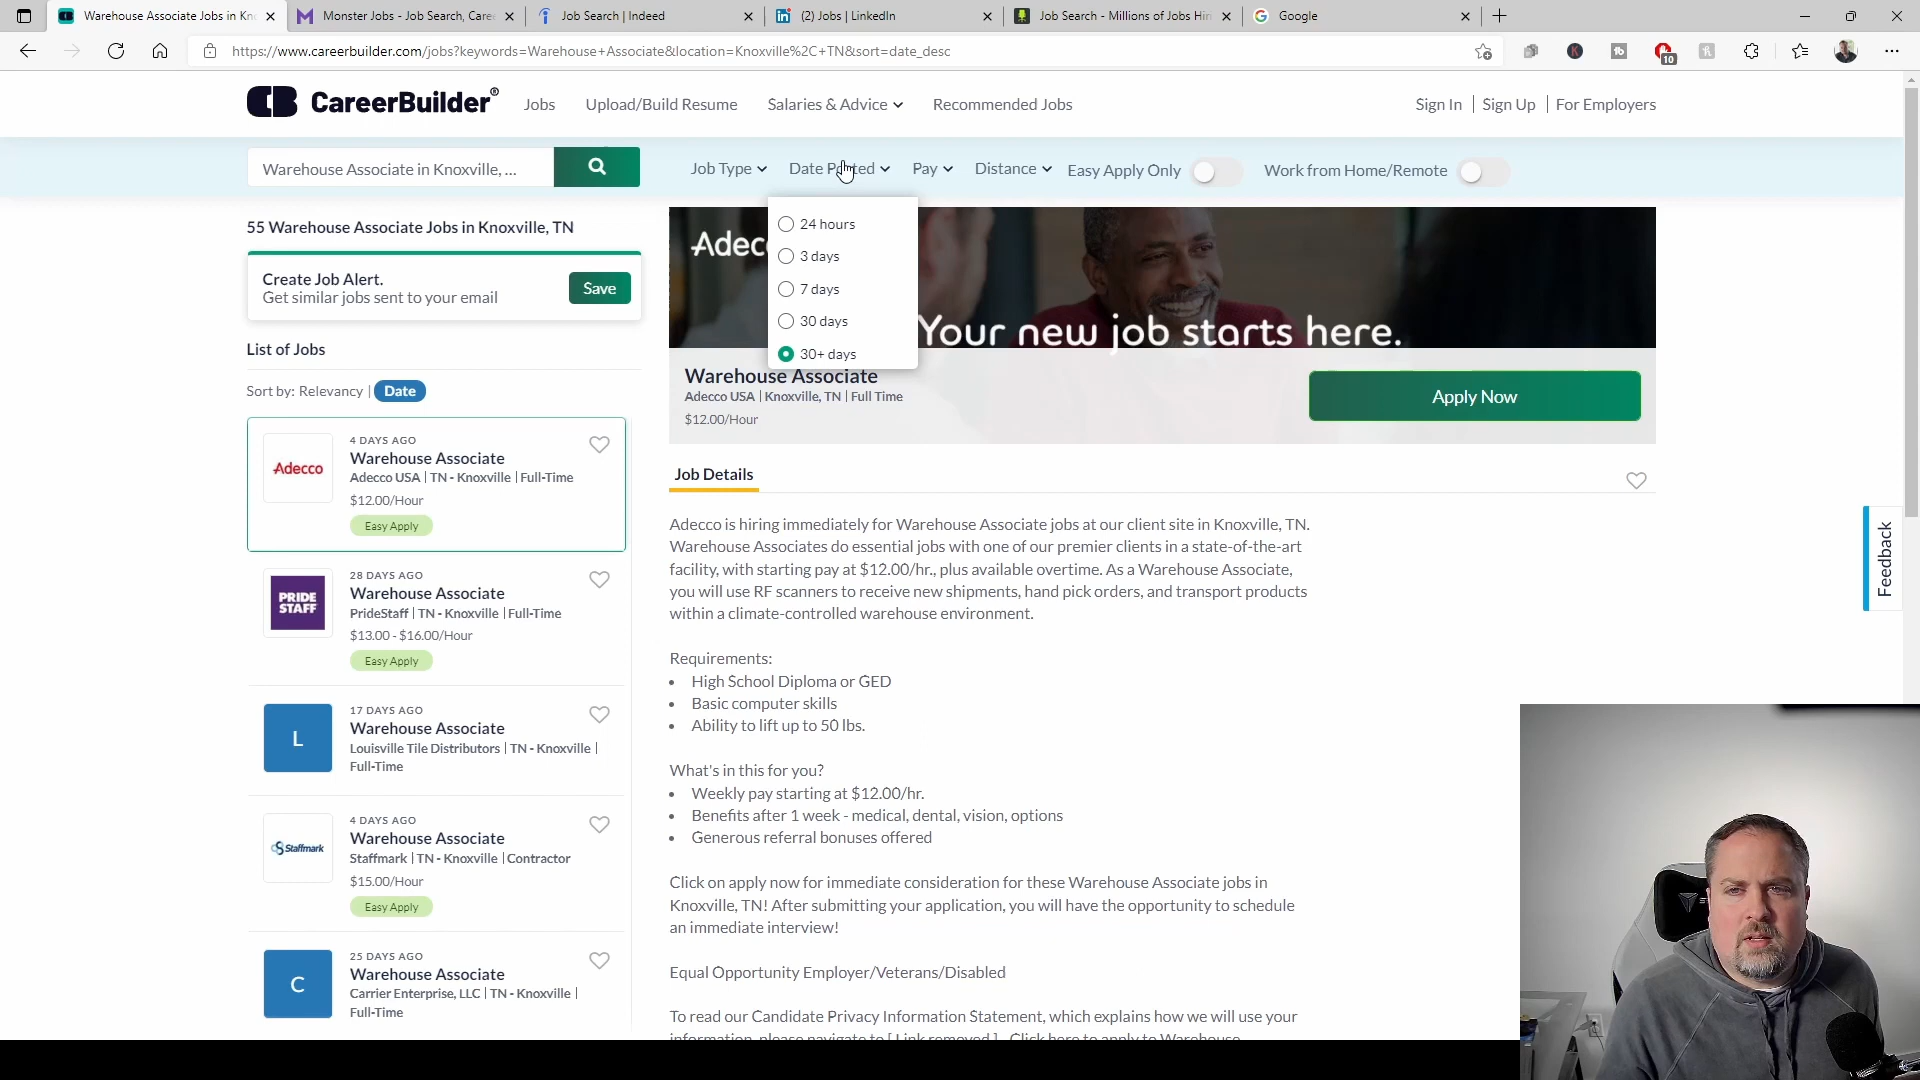 Warehouse Associate Jobs in Kno
Monster Jobs - Job Search, Caree
Job Search | Indeed
(2) Jobs | LinkedIn
Job Search - Millions of Jobs Hiri
Google
https://www.careerbuilder.com/jobs?keywords=Warehouse+Associate&location=Knoxville%2C+TN&sort=date_desc
10
CareerBuilder®
Jobs
Upload/Build Resume
Salaries & Advice
Recommended Jobs
Sign In
Sign Up
For Employers
Warehouse Associate in Knoxville, ...
Job Type
Date Posted
Pay
Distance
Easy Apply Only
Work from Home/Remote
24 hours
3 days
7 days
30 days
30+ days
55 Warehouse Associate Jobs in Knoxville, TN
Create Job Alert.
Get similar jobs sent to your email
Save
List of Jobs
Sort by: Relevancy | Date
Adecco
4 DAYS AGO
Warehouse Associate
Adecco USA | TN - Knoxville | Full-Time
$12.00/Hour
Easy Apply
PRIDE
STAFF
28 DAYS AGO
Warehouse Associate
PrideStaff | TN - Knoxville | Full-Time
$13.00 - $16.00/Hour
Easy Apply
L
17 DAYS AGO
Warehouse Associate
Louisville Tile Distributors | TN - Knoxville |
Full-Time
Staffmark
4 DAYS AGO
Warehouse Associate
Staffmark | TN - Knoxville | Contractor
$15.00/Hour
Easy Apply
C
25 DAYS AGO
Warehouse Associate
Carrier Enterprise, LLC | TN - Knoxville |
Full-Time
Adec
Your new job starts here.
Warehouse Associate
Adecco USA | Knoxville, TN | Full Time
$12.00/Hour
Apply Now
Job Details
Adecco is hiring immediately for Warehouse Associate jobs at our client site in Knoxville, TN.
Warehouse Associates do essential jobs with one of our premier clients in a state-of-the-art
facility, with starting pay at $12.00/hr., plus available overtime. As a Warehouse Associate,
you will use RF scanners to receive new shipments, hand pick orders, and transport products
within a climate-controlled warehouse environment.
Requirements:
• High School Diploma or GED
• Basic computer skills
• Ability to lift up to 50 lbs.
What's in this for you?
• Weekly pay starting at $12.00/hr.
• Benefits after 1 week - medical, dental, vision, options
• Generous referral bonuses offered
Click on apply now for immediate consideration for these Warehouse Associate jobs in
Knoxville, TN! After submitting your application, you will have the opportunity to schedule
an immediate interview!
Equal Opportunity Employer/Veterans/Disabled
To read our Candidate Privacy Information Statement, which explains how we will use your
information, please navigate to [ Link removed ] - Click here to apply to Warehouse
Feedback